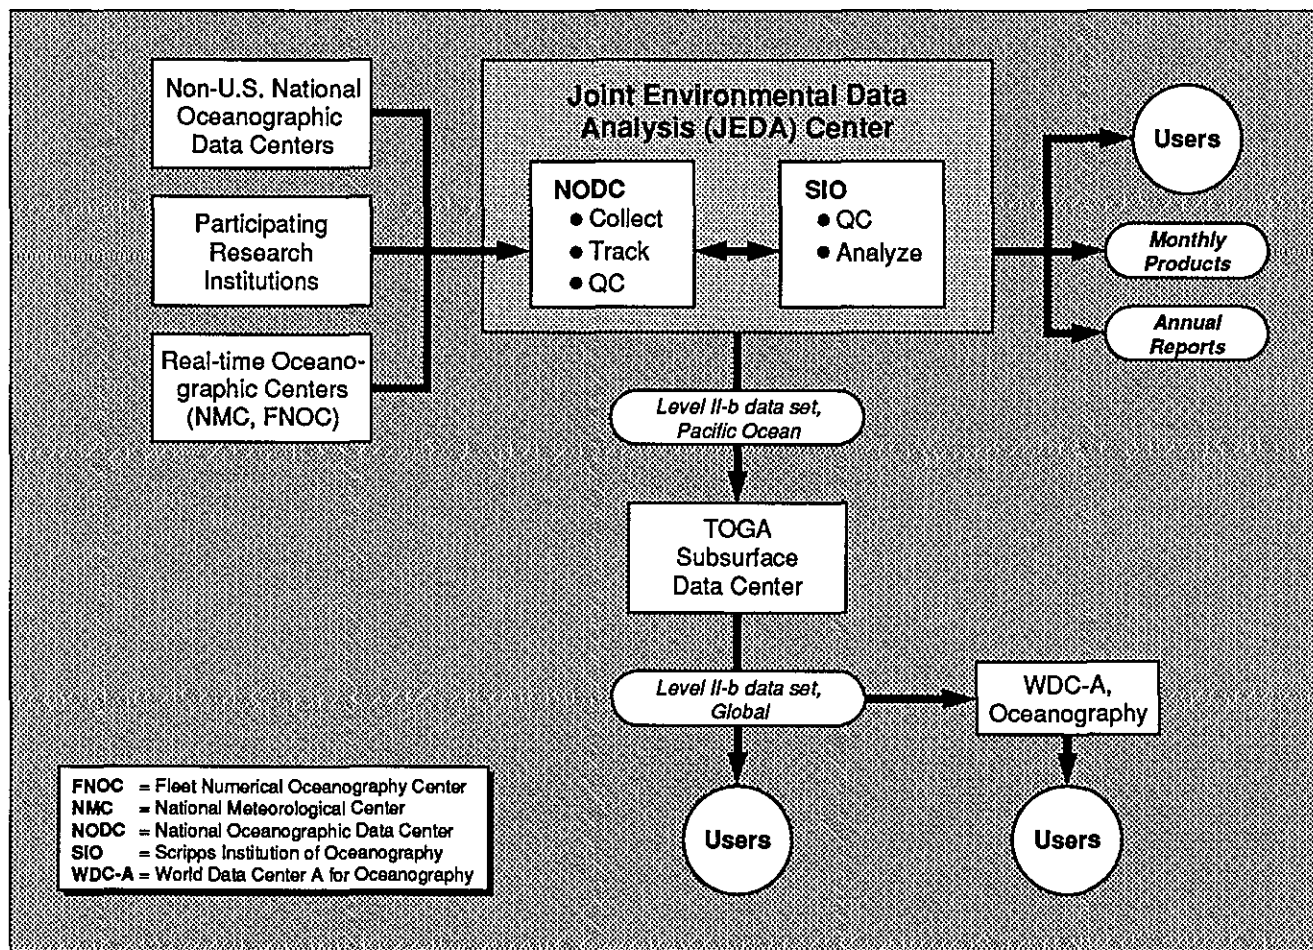 Non-U.S. National
Oceanographic
Data Centers
Participating
Research
Institutions
Real-time Oceano-
graphic Centers
(NMC, FNOC)
Joint Environmental Data
Analysis (JEDA) Center
NODC
● Collect
● Track
● QC
SIO
● QC
● Analyze
Users
Monthly
Products
Annual
Reports
Level II-b data set,
Pacific Ocean
TOGA
Subsurface
Data Center
Level II-b data set,
Global
WDC-A,
Oceanography
Users
Users
FNOC = Fleet Numerical Oceanography Center
NMC = National Meteorological Center
NODC = National Oceanographic Data Center
SIO = Scripps Institution of Oceanography
WDC-A = World Data Center A for Oceanography